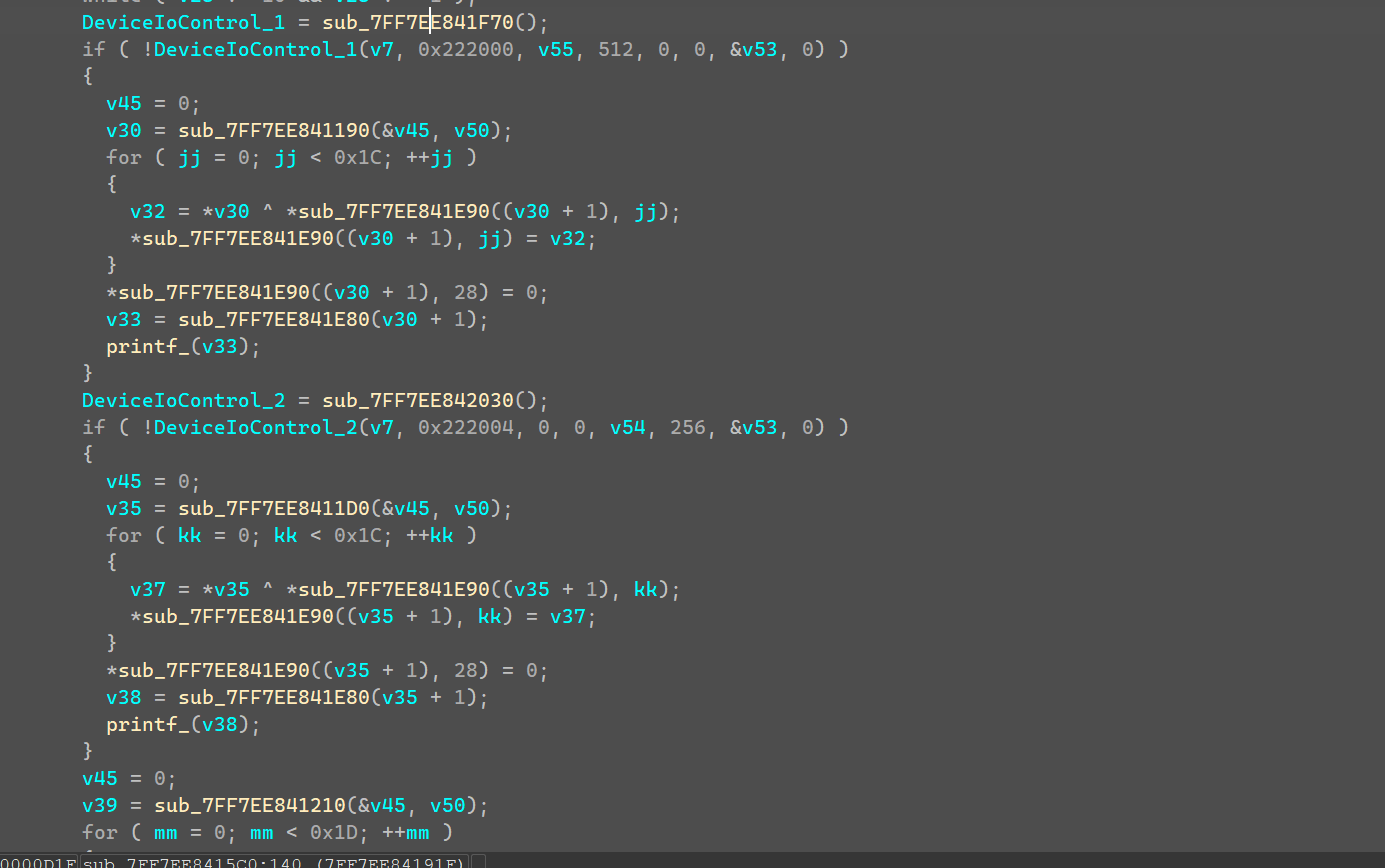 DeviceIoControl_1 = sub_7FF7EE841F70();
if ( !DeviceIoControl_1(v7, 0x222000, v55, 512, 0, 0, &v53, 0) )
{
v45 = 0;
v30 = sub_7FF7EE841190(&v45, v50);
for ( jj = 0; jj < 0x1C; ++jj )
{
v32 = *v30 ^ *sub_7FF7EE841E90((v30 + 1), jj);
*sub_7FF7EE841E90((v30 + 1), jj) = v32;
}
*sub_7FF7EE841E90((v30 + 1), 28) = 0;
v33 = sub_7FF7EE841E80(v30 + 1);
printf_(v33);
}
DeviceIoControl_2 = sub_7FF7EE842030();
if ( !DeviceIoControl_2(v7, 0x222004, 0, 0, v54, 256, &v53, 0) )
{
v45 = 0;
v35 = sub_7FF7EE8411D0(&v45, v50);
for ( kk = 0; kk < 0x1C; ++kk )
{
v37 = *v35 ^ *sub_7FF7EE841E90((v35 + 1), kk);
*sub_7FF7EE841E90((v35 + 1), kk) = v37;
}
*sub_7FF7EE841E90((v35 + 1), 28) = 0;
v38 = sub_7FF7EE841E80(v35 + 1);
printf_(v38);
}
v45 = 0;
v39 = sub_7FF7EE841210(&v45, v50);
for ( mm = 0; mm < 0x1D; ++mm )
0000D1F sub_7FF7EE8415C0:140 (7FF7EE84191F)